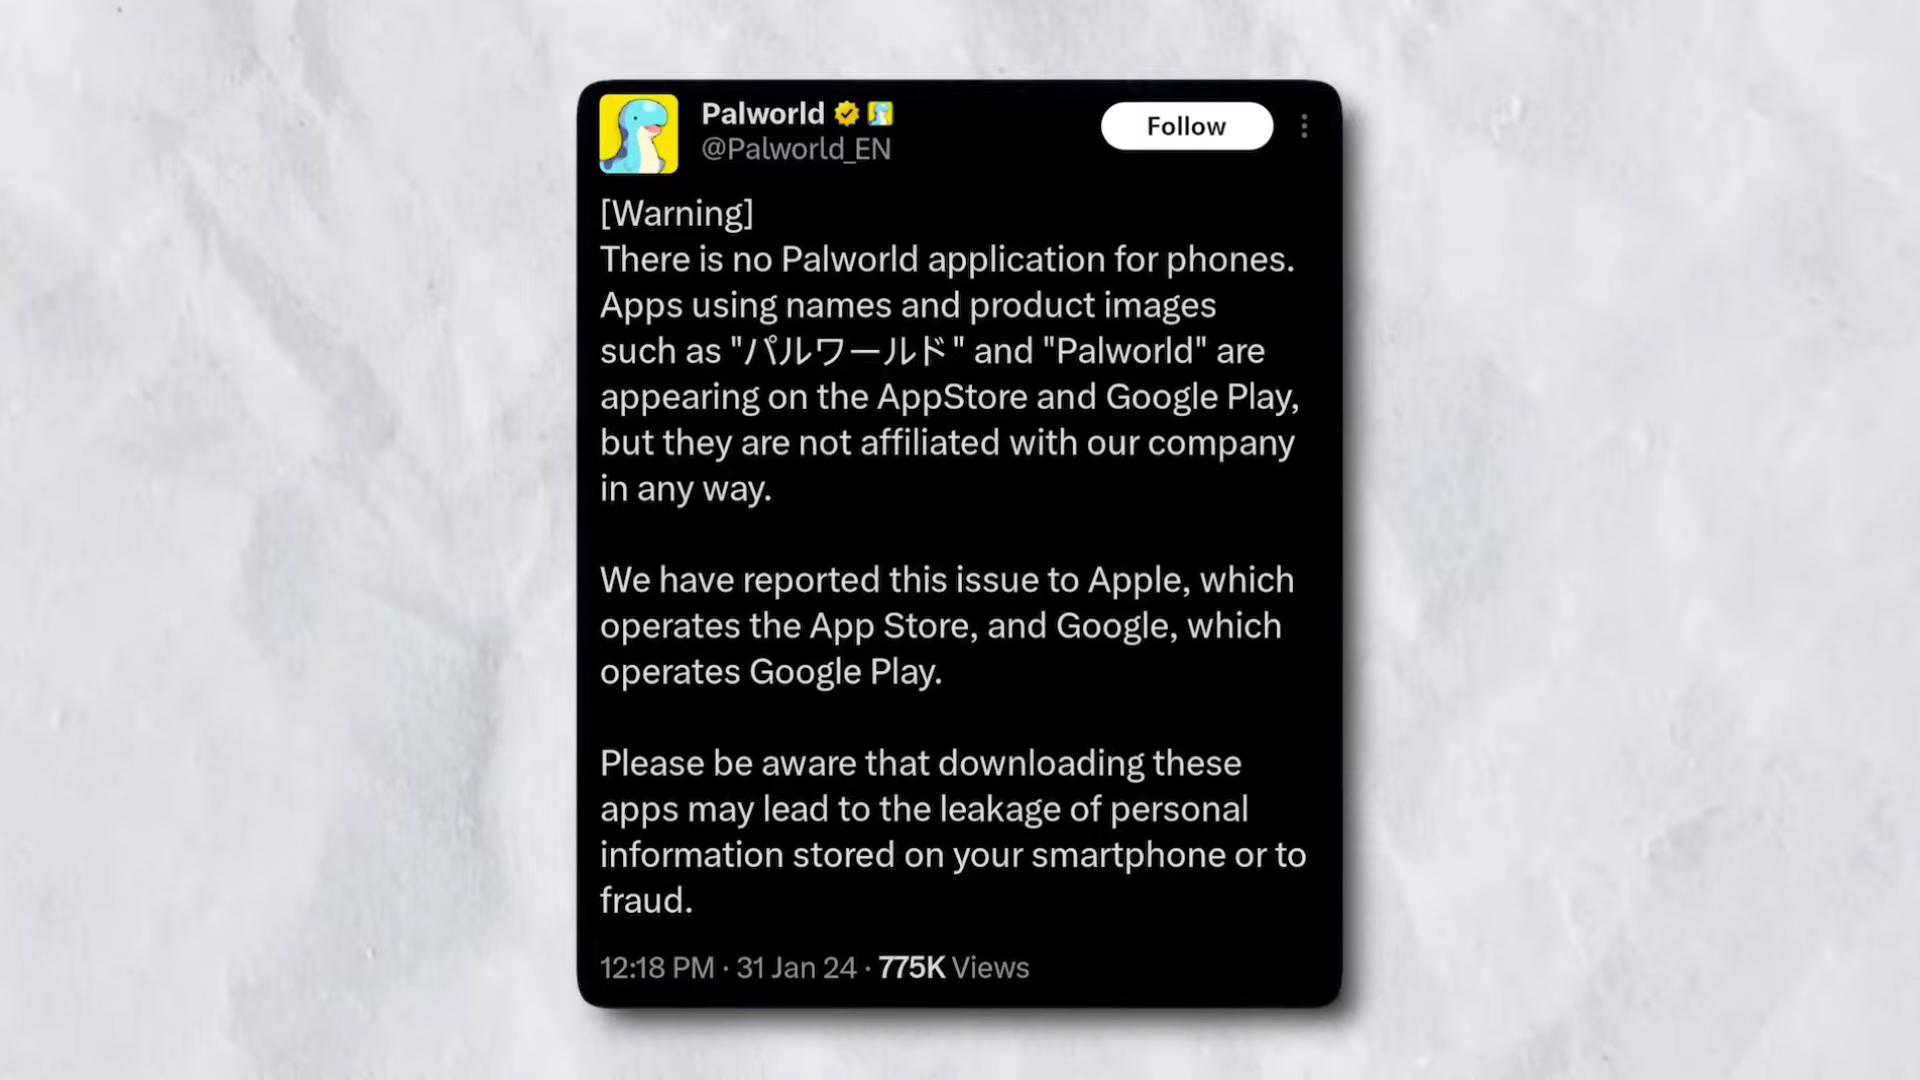 Palworld
@Palworld_EN
Follow
[Warning]
There is no Palworld application for phones.
Apps using names and product images
such as "パルワールド" and "Palworld" are
appearing on the AppStore and Google Play,
but they are not affiliated with our company
in any way.
We have reported this issue to Apple, which
operates the App Store, and Google, which
operates Google Play.
Please be aware that downloading these
apps may lead to the leakage of personal
information stored on your smartphone or to
fraud.
12:18 PM · 31 Jan 24 · 775K Views